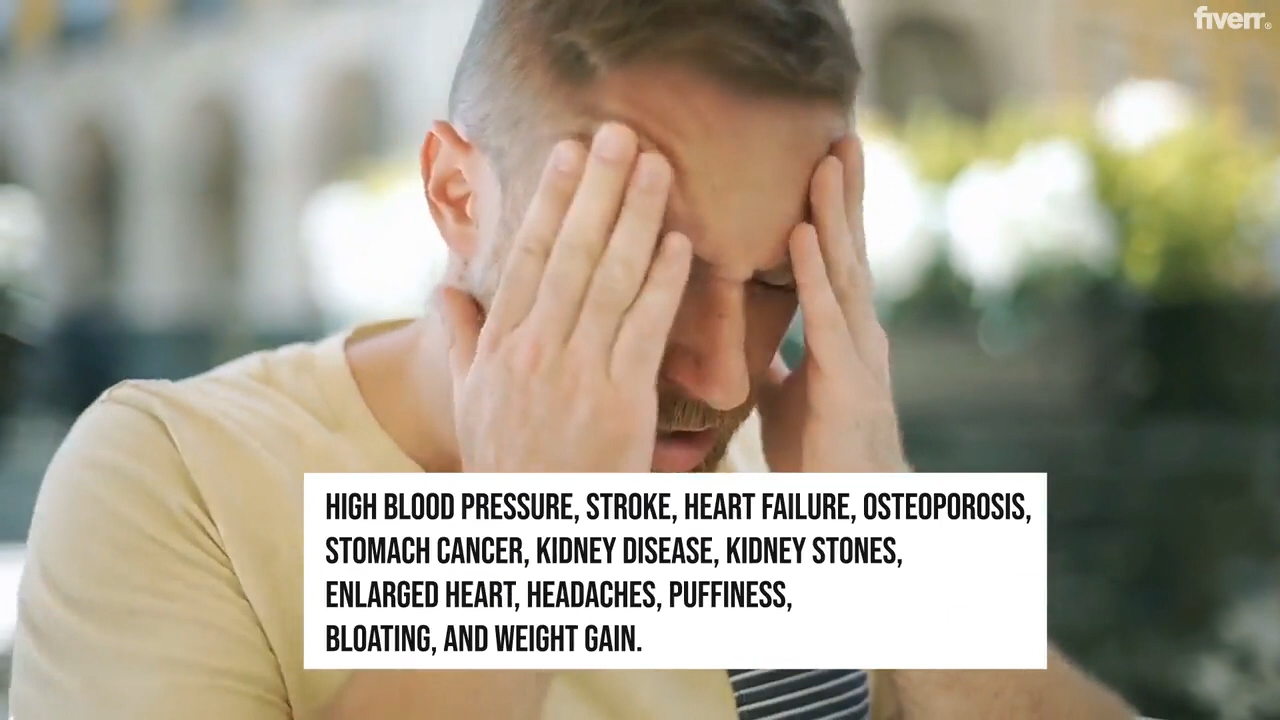 fiverr®
HIGH BLOOD PRESSURE, STROKE, HEART FAILURE, OSTEOPOROSIS,
STOMACH CANCER, KIDNEY DISEASE, KIDNEY STONES,
ENLARGED HEART, HEADACHES, PUFFINESS,
BLOATING, AND WEIGHT GAIN.